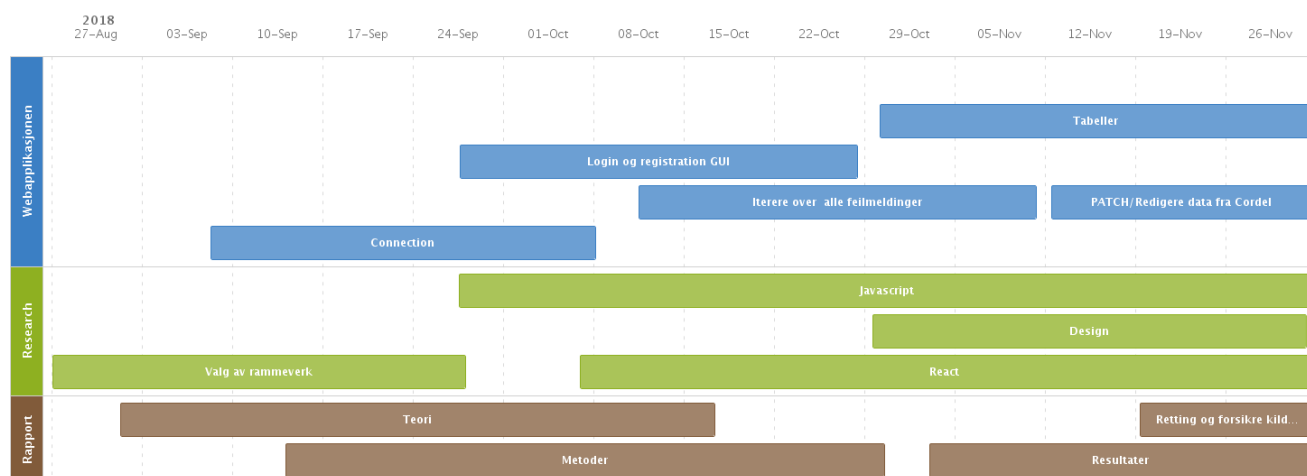 2018
27-Aug 03-Sep 10-Sep 17-Sep 24-Sep 01-Oct 08-Oct 15-Oct 22-Oct 29-Oct 05-Nov 12-Nov 19-Nov 26-Nov
Webapplikasjonen
Tabeller
Login og registration GUI
Iterere over alle feilmeldinger PATCH/Redigere data fra Cordel
Connection
Research
Javascript
Design
Valg av rammeverk React
Rapport
Teori Retting og forsikre kild...
Metoder Resultater